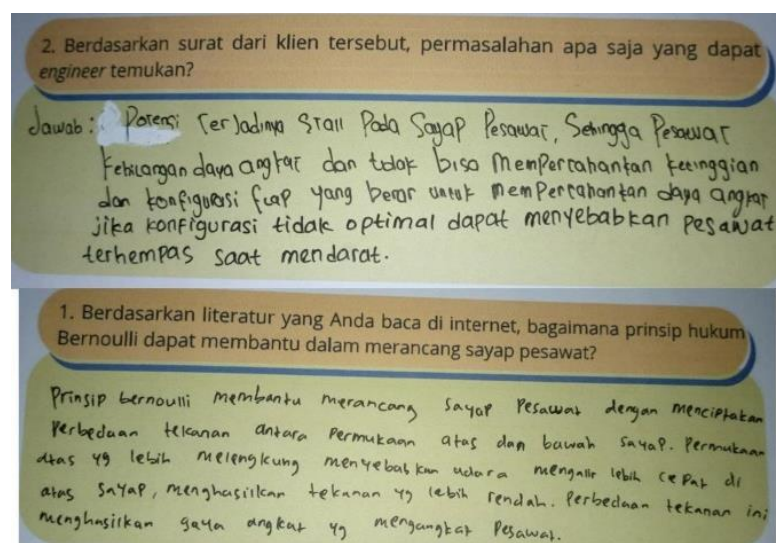 2. Berdasarkan surat dari klien tersebut, permasalahan apa saja yang dapat
engineer temukan?
Jawab : Potensi terjadinya stall Pada Sayap Pesawat, Sehingga Pesawat
kehilangan daya angkat dan tidak bisa mempertahankan ketinggian
dan konfigurasi flap yang benar untuk mempertahankan daya angkat
jika konfigurasi tidak optimal dapat menyebabkan pesawat
terhempas saat mendarat.
1. Berdasarkan literatur yang Anda baca di internet, bagaimana prinsip hukum
Bernoulli dapat membantu dalam merancang sayap pesawat?
Prinsip bernoulli membantu merancang sayap Pesawat dengan menciptakan
Perbedaan tekanan antara Permukaan atas dan bawah sayap. Permukaan
atas yg lebih melengkung menyebabkan udara mengalir lebih cepat di
atas sayap, menghasilkan tekanan yg lebih rendah. Perbedaan tekanan ini
menghasilkan gaya angkat yg mengangkat Pesawat.